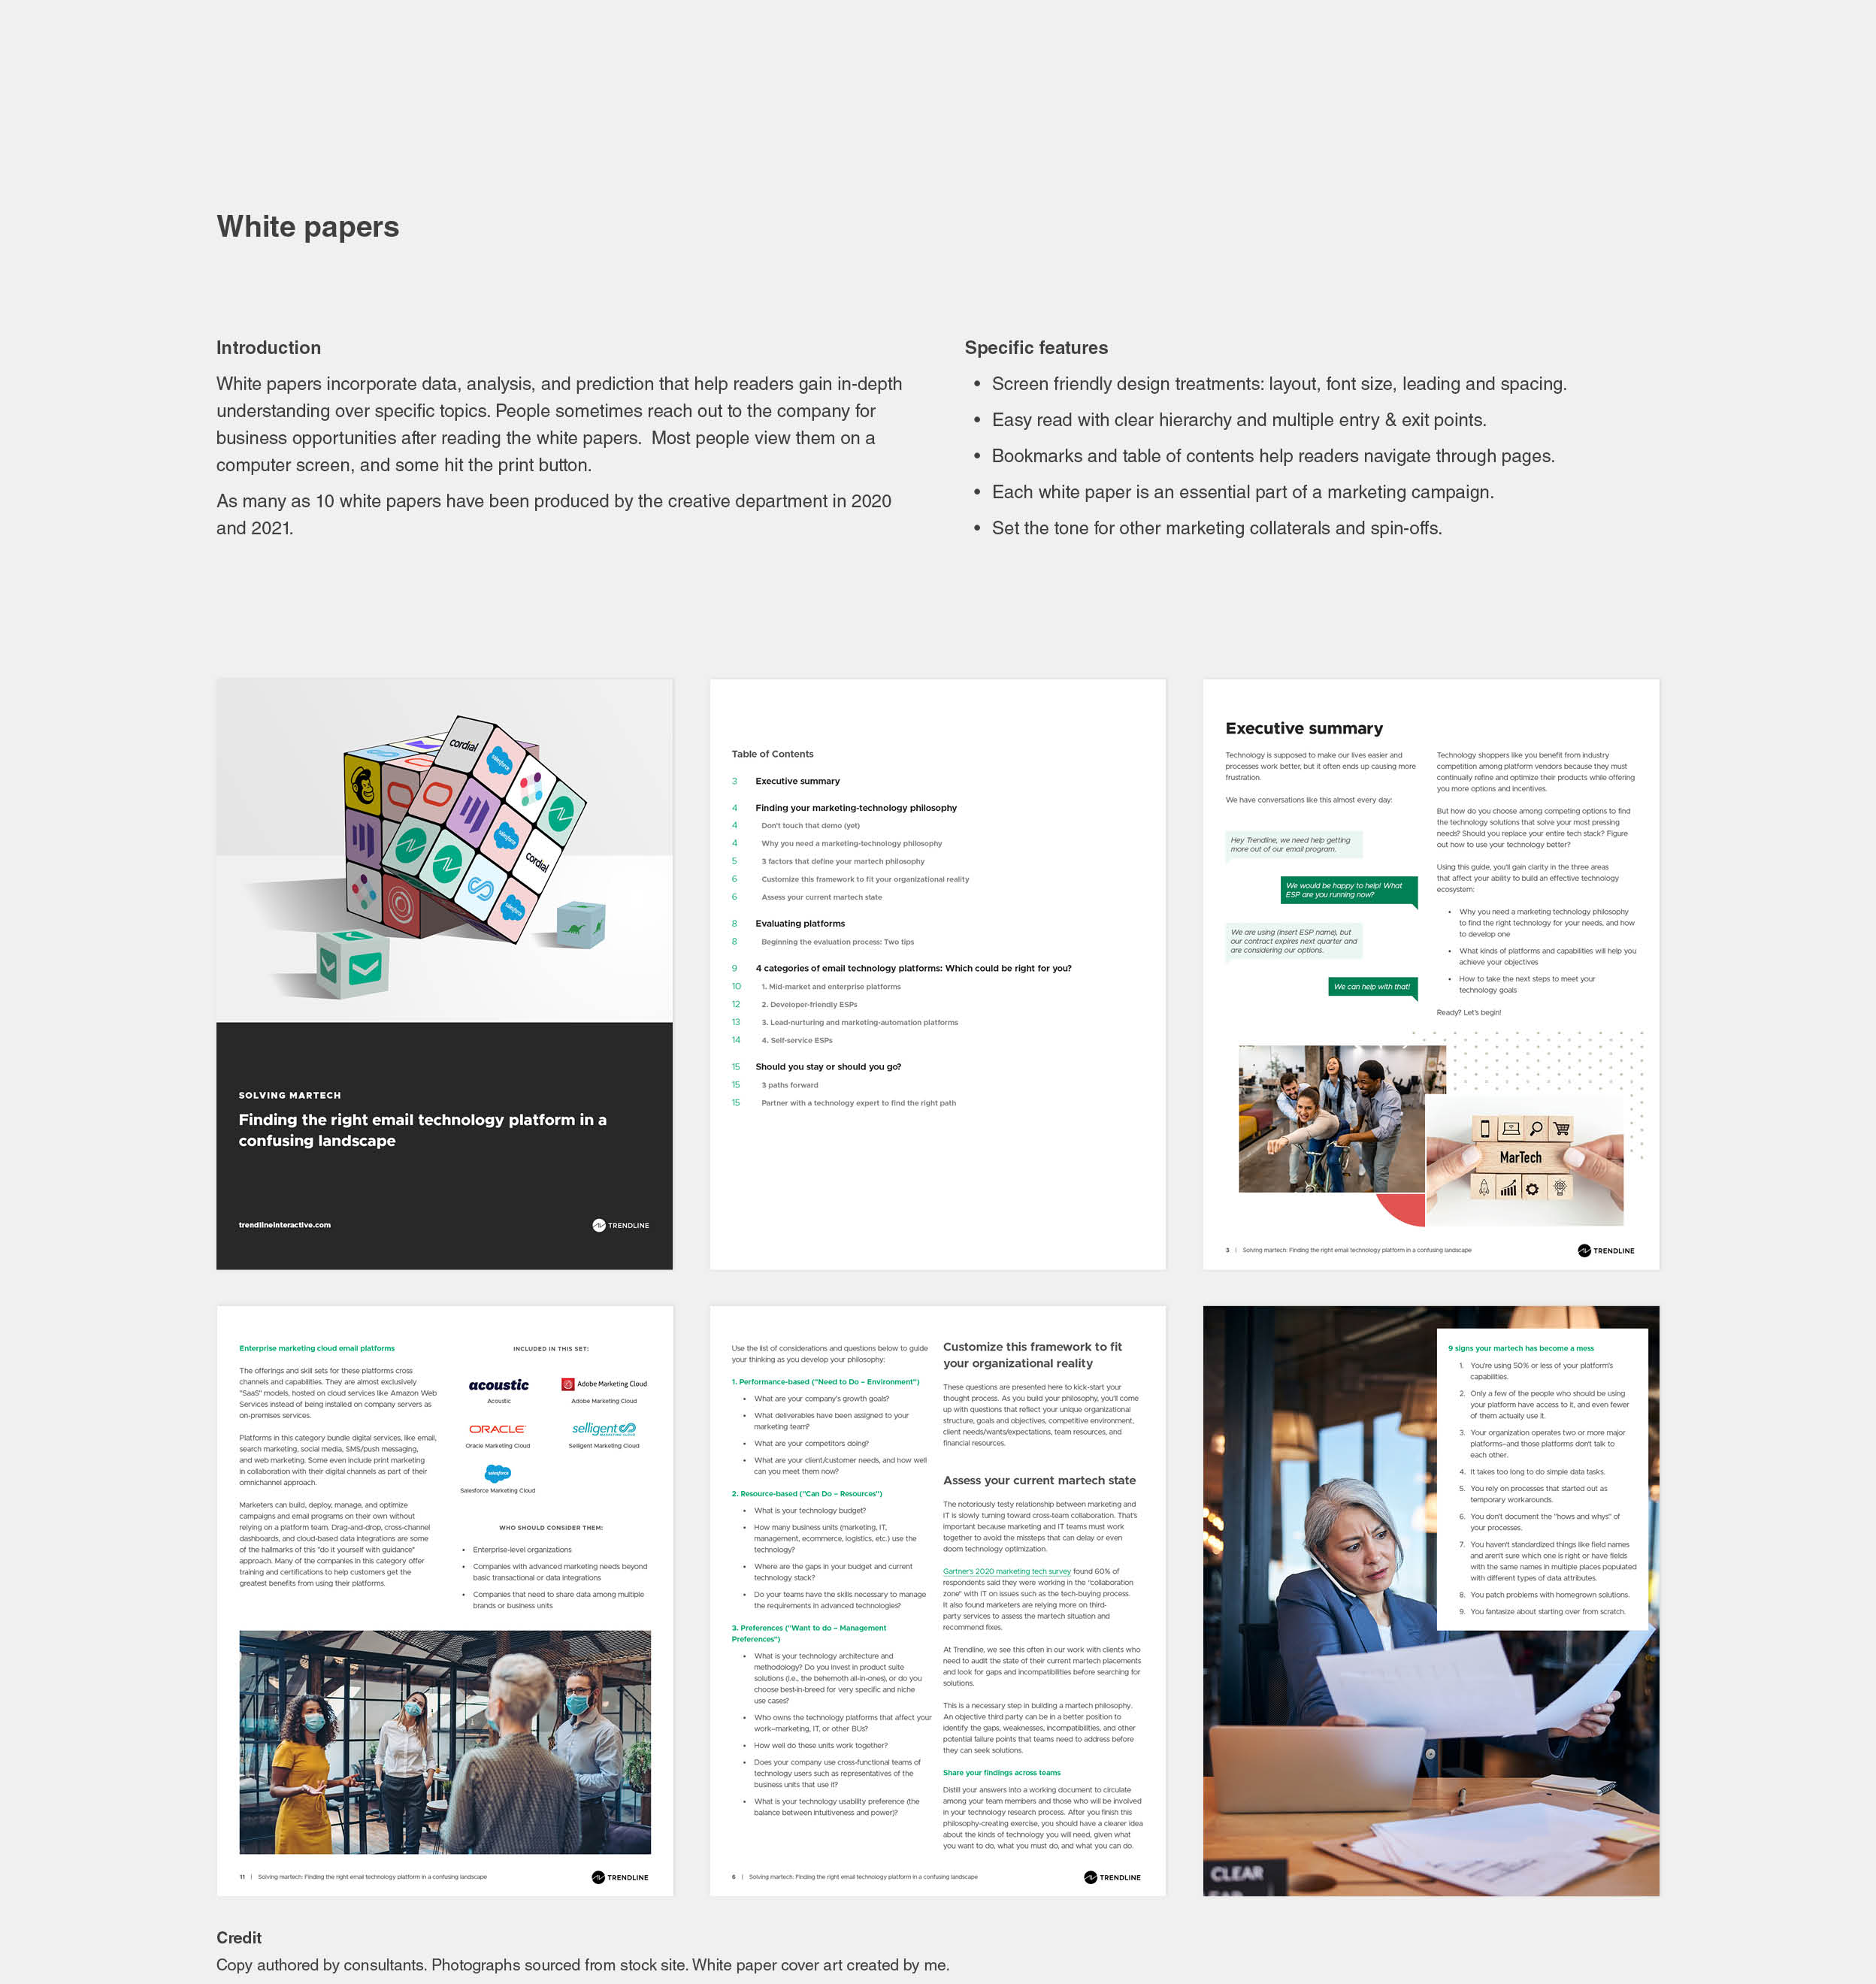 White papers
Introduction
White papers incorporate data, analysis, and prediction that help readers gain in-depth
understanding over specific topics. People sometimes reach out to the company for
business opportunities after reading the white papers.  Most people view them on a
computer screen, and some hit the print button.
As many as 10 white papers have been produced by the creative department in 2020
and 2021.
Specific features
• Screen friendly design treatments: layout, font size, leading and spacing.
• Easy read with clear hierarchy and multiple entry & exit points.
• Bookmarks and table of contents help readers navigate through pages.
• Each white paper is an essential part of a marketing campaign.
• Set the tone for other marketing collaterals and spin-offs.
cordial
salesforce
salesforce
cordial
salesforce
SOLVING MARTECH
Finding the right email technology platform in a
confusing landscape
trendlineinteractive.com
TRENDLINE
Table of Contents
3 Executive summary
4 Finding your marketing-technology philosophy
4 Don't touch that demo (yet)
4 Why you need a marketing-technology philosophy
5 3 factors that define your martech philosophy
6 Customize this framework to fit your organizational reality
6 Assess your current martech state
8 Evaluating platforms
8 Beginning the evaluation process: Two tips
9 4 categories of email technology platforms: Which could be right for you?
10 1. Mid-market and enterprise platforms
12 2. Developer-friendly ESPs
13 3. Lead-nurturing and marketing-automation platforms
14 4. Self-service ESPs
15 Should you stay or should you go?
15 3 paths forward
15 Partner with a technology expert to find the right path
Executive summary
Technology is supposed to make our lives easier and
processes work better, but it often ends up causing more
frustration.
We have conversations like this almost every day:
Hey Trendline, we need help getting
more out of our email program.
We would be happy to help! What
ESP are you running now?
We are using (insert ESP name), but
our contract expires next quarter and
are considering our options.
We can help with that!
Technology shoppers like you benefit from industry
competition among platform vendors because they must
continually refine and optimize their products while offering
you more options and incentives.
But how do you choose among competing options to find
the technology solutions that solve your most pressing
needs? Should you replace your entire tech stack? Figure
out how to use your technology better?
Using this guide, you'll gain clarity in the three areas
that affect your ability to build an effective technology
ecosystem:
• Why you need a marketing technology philosophy
to find the right technology for your needs, and how
to develop one
• What kinds of platforms and capabilities will help you
achieve your objectives
• How to take the next steps to meet your
technology goals
Ready? Let's begin!
MarTech
3 | Solving martech: Finding the right email technology platform in a confusing landscape
TRENDLINE
Enterprise marketing cloud email platforms
The offerings and skill sets for these platforms cross
channels and capabilities. They are almost exclusively
"SaaS" models, hosted on cloud services like Amazon Web
Services instead of being installed on company servers as
on-premises services.
Platforms in this category bundle digital services, like email,
search marketing, social media, SMS/push messaging,
and web marketing. Some even include print marketing
in collaboration with their digital channels as part of their
omnichannel approach.
Marketers can build, deploy, manage, and optimize
campaigns and email programs on their own without
relying on a platform team. Drag-and-drop, cross-channel
dashboards, and cloud-based data integrations are some
of the hallmarks of this "do it yourself with guidance"
approach. Many of the companies in this category offer
training and certifications to help customers get the
greatest benefits from using their platforms.
INCLUDED IN THIS SET:
acoustic
Acoustic
Adobe Marketing Cloud
Adobe Marketing Cloud
ORACLE
Oracle Marketing Cloud
selligent
MARKETING CLOUD
Selligent Marketing Cloud
salesforce
Salesforce Marketing Cloud
WHO SHOULD CONSIDER THEM:
• Enterprise-level organizations
• Companies with advanced marketing needs beyond
basic transactional or data integrations
• Companies that need to share data among multiple
brands or business units
11 | Solving martech: Finding the right email technology platform in a confusing landscape
TRENDLINE
Use the list of considerations and questions below to guide
your thinking as you develop your philosophy:
1. Performance-based ("Need to Do – Environment")
• What are your company's growth goals?
• What deliverables have been assigned to your
marketing team?
• What are your competitors doing?
• What are your client/customer needs, and how well
can you meet them now?
2. Resource-based ("Can Do – Resources")
• What is your technology budget?
• How many business units (marketing, IT,
management, ecommerce, logistics, etc.) use the
technology?
• Where are the gaps in your budget and current
technology stack?
• Do your teams have the skills necessary to manage
the requirements in advanced technologies?
3. Preferences ("Want to do – Management
Preferences")
• What is your technology architecture and
methodology? Do you invest in product suite
solutions (i.e., the behemoth all-in-ones), or do you
choose best-in-breed for very specific and niche
use cases?
• Who owns the technology platforms that affect your
work–marketing, IT, or other BUs?
• How well do these units work together?
• Does your company use cross-functional teams of
technology users such as representatives of the
business units that use it?
• What is your technology usability preference (the
balance between intuitiveness and power)?
Customize this framework to fit
your organizational reality
These questions are presented here to kick-start your
thought process. As you build your philosophy, you'll come
up with questions that reflect your unique organizational
structure, goals and objectives, competitive environment,
client needs/wants/expectations, team resources, and
financial resources.
Assess your current martech state
The notoriously testy relationship between marketing and
IT is slowly turning toward cross-team collaboration. That's
important because marketing and IT teams must work
together to avoid the missteps that can delay or even
doom technology optimization.
Gartner's 2020 marketing tech survey found 60% of
respondents said they were working in the "collaboration
zone" with IT on issues such as the tech-buying process.
It also found marketers are relying more on third-
party services to assess the martech situation and
recommend fixes.
At Trendline, we see this often in our work with clients who
need to audit the state of their current martech placements
and look for gaps and incompatibilities before searching for
solutions.
This is a necessary step in building a martech philosophy.
An objective third party can be in a better position to
identify the gaps, weaknesses, incompatibilities, and other
potential failure points that teams need to address before
they can seek solutions.
Share your findings across teams
Distill your answers into a working document to circulate
among your team members and those who will be involved
in your technology research process. After you finish this
philosophy-creating exercise, you should have a clearer idea
about the kinds of technology you will need, given what
you want to do, what you must do, and what you can do.
6 | Solving martech: Finding the right email technology platform in a confusing landscape
TRENDLINE
9 signs your martech has become a mess
1. You're using 50% or less of your platform's
capabilities.
2. Only a few of the people who should be using
your platform have access to it, and even fewer
of them actually use it.
3. Your organization operates two or more major
platforms–and those platforms don't talk to
each other.
4. It takes too long to do simple data tasks.
5. You rely on processes that started out as
temporary workarounds.
6. You don't document the "hows and whys" of
your processes.
7. You haven't standardized things like field names
and aren't sure which one is right or have fields
with the same names in multiple places populated
with different types of data attributes.
8. You patch problems with homegrown solutions.
9. You fantasize about starting over from scratch.
CLEAR
Credit
Copy authored by consultants. Photographs sourced from stock site. White paper cover art created by me.